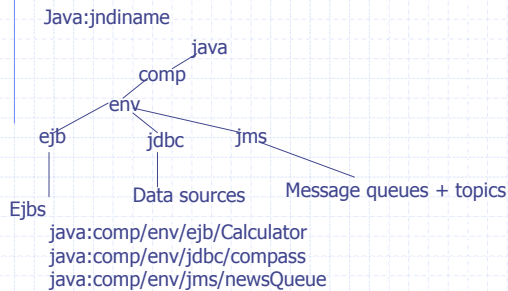 Java:jndiname
java
comp
env
ejb
jdbc
jms
Data sources
Message queues + topics
Ejbs
java:comp/env/ejb/Calculator
java:comp/env/jdbc/compass
java:comp/env/jms/newsQueue